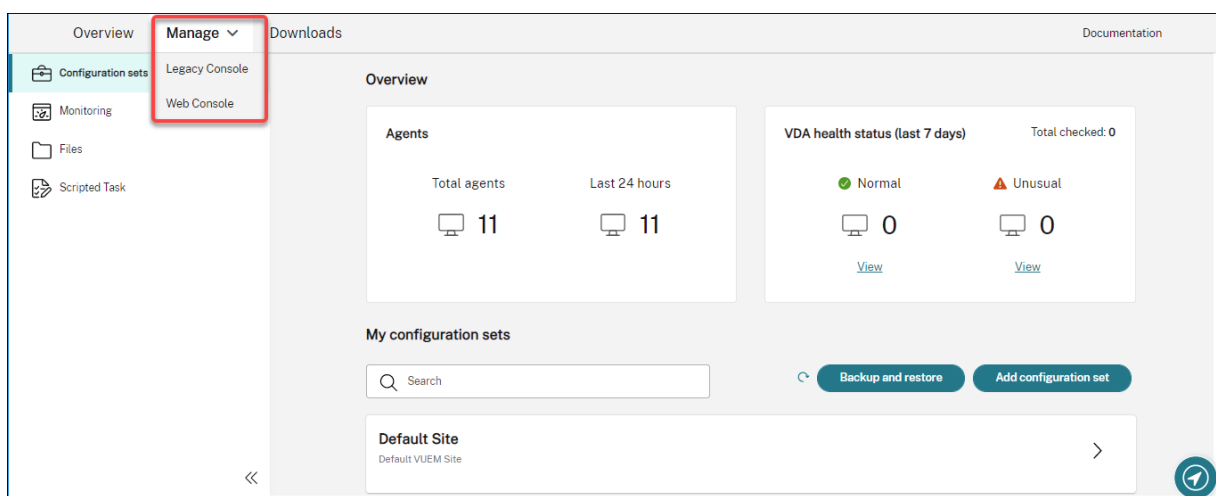 Overview Manage Downloads Documentation
Configuration sets
Legacy Console
Web Console
Monitoring
Files
Scripted Task
Overview
Agents
Total agents Last 24 hours
11 11
VDA health status (last 7 days) Total checked: 0
Normal Unusual
0 0
View View
My configuration sets
Search
Backup and restore Add configuration set
Default Site
Default VUEM Site